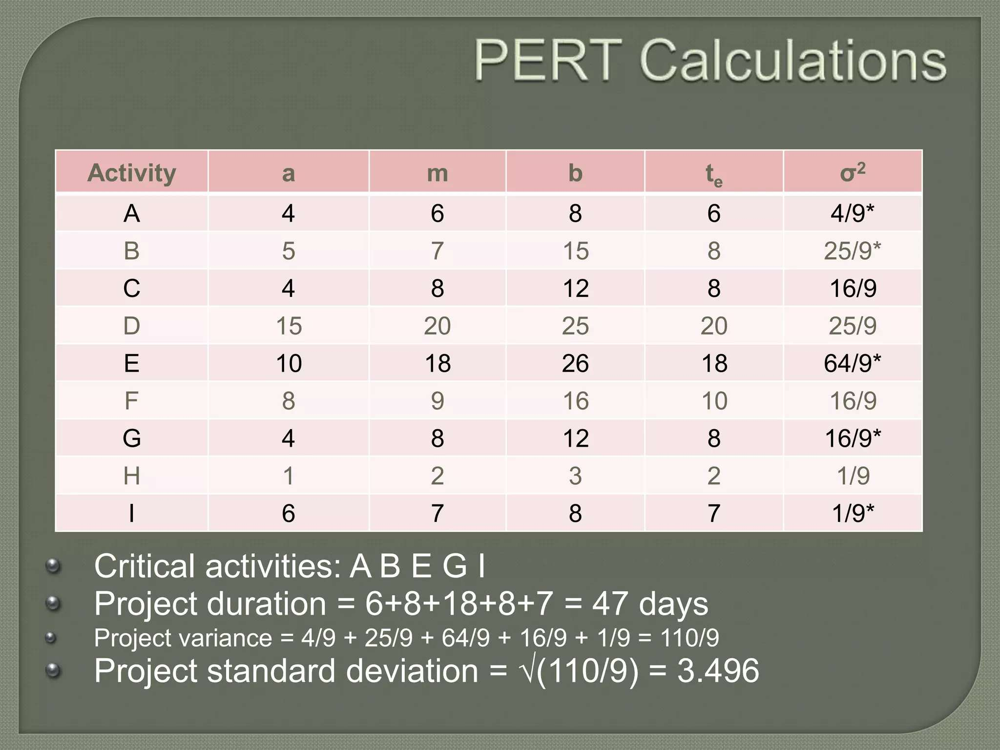 PERT Calculations
Activity a m b te σ²
A 4 6 8 6 4/9*
B 5 7 15 8 25/9*
C 4 8 12 8 16/9
D 15 20 25 20 25/9
E 10 18 26 18 64/9*
F 8 9 16 10 16/9
G 4 8 12 8 16/9*
H 1 2 3 2 1/9
I 6 7 8 7 1/9*
Critical activities: A B E G I
Project duration = 6+8+18+8+7 = 47 days
Project variance = 4/9 + 25/9 + 64/9 + 16/9 + 1/9 = 110/9
Project standard deviation = √(110/9) = 3.496